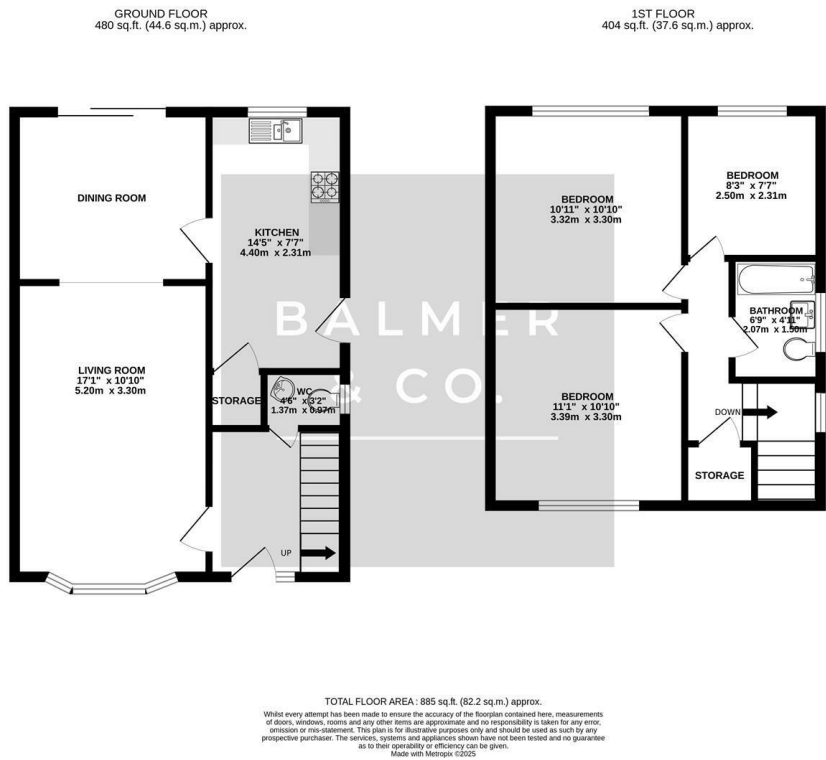 GROUND FLOOR
480 sq.ft. (44.6 sq.m.) approx.
1ST FLOOR
404 sq.ft. (37.6 sq.m.) approx.
DINING ROOM
KITCHEN
14'5" x 7'7"
4.40m x 2.31m
LIVING ROOM
17'1" x 10'10"
5.20m x 3.30m
STORAGE
WC
4'6" x 3'2"
1.37m x 0.97m
UP
BEDROOM
10'11" x 10'10"
3.32m x 3.30m
BEDROOM
8'3" x 7'7"
2.50m x 2.31m
BATHROOM
6'9" x 4'11"
2.07m x 1.50m
BEDROOM
11'1" x 10'10"
3.39m x 3.30m
DOWN
STORAGE
BALMER
& CO.
TOTAL FLOOR AREA : 885 sq.ft. (82.2 sq.m.) approx.
Whilst every attempt has been made to ensure the accuracy of the floorplan contained here, measurements
of doors, windows, rooms and any other items are approximate and no responsibility is taken for any error,
omission or mis-statement. This plan is for illustrative purposes only and should be used as such by any
prospective purchaser. The services, systems and appliances shown have not been tested and no guarantee
as to their operability or efficiency can be given.
Made with Metropix ©2025